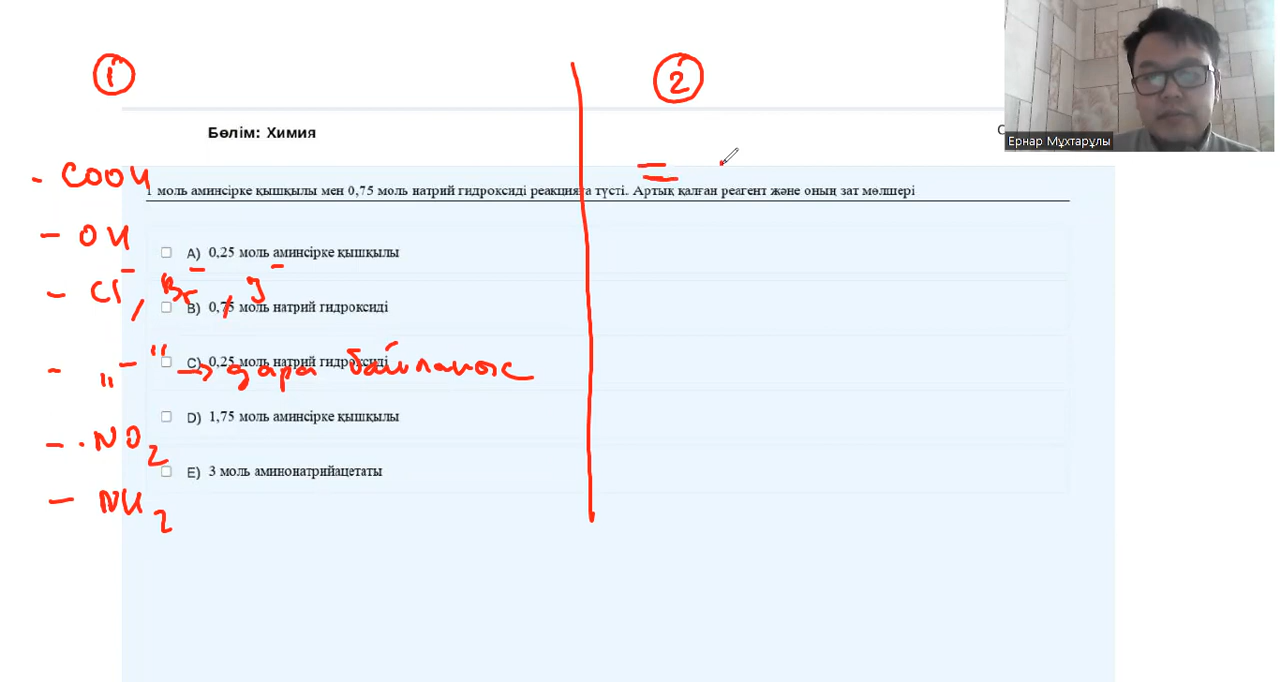 1
2
Бөлім: Химия
С
Ернар Мұхтарұлы
- COOH
=
1 моль аминсірке қышқылы мен 0,75 моль натрий гидроксиді реакцияға түсті. Артық қалған реагент және оның зат мөлшері
- OH
A) 0,25 моль аминсірке қышқылы
- Cl⁻, Br⁻, J⁻
B) 0,75 моль натрий гидроксиді
C) 0,25 моль натрий гидроксиді
- „-“ → дара байланыс
D) 1,75 моль аминсірке қышқылы
- NO2
E) 3 моль аминонатрийацетаты
- NH2